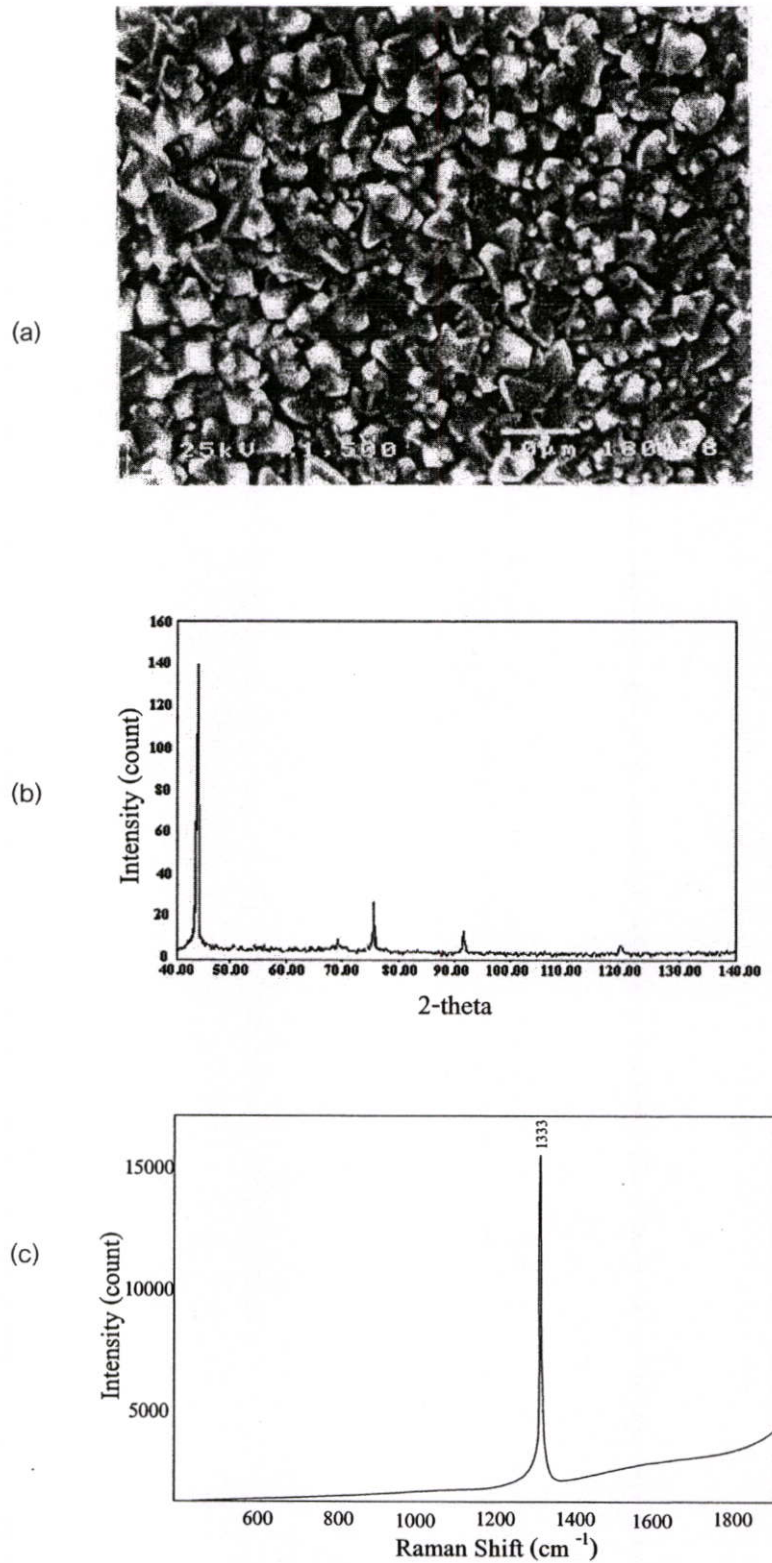 (a)
25kV X1,500 10μm
(b)
160
140
120
100
80
60
40
20
0
Intensity (count)
40.00 50.00 60.00 70.00 80.00 90.00 100.00 110.00 120.00 130.00 140.00
2-theta
(c)
1333
15000
10000
5000
Intensity (count)
600 800 1000 1200 1400 1600 1800
Raman Shift (cm⁻¹)